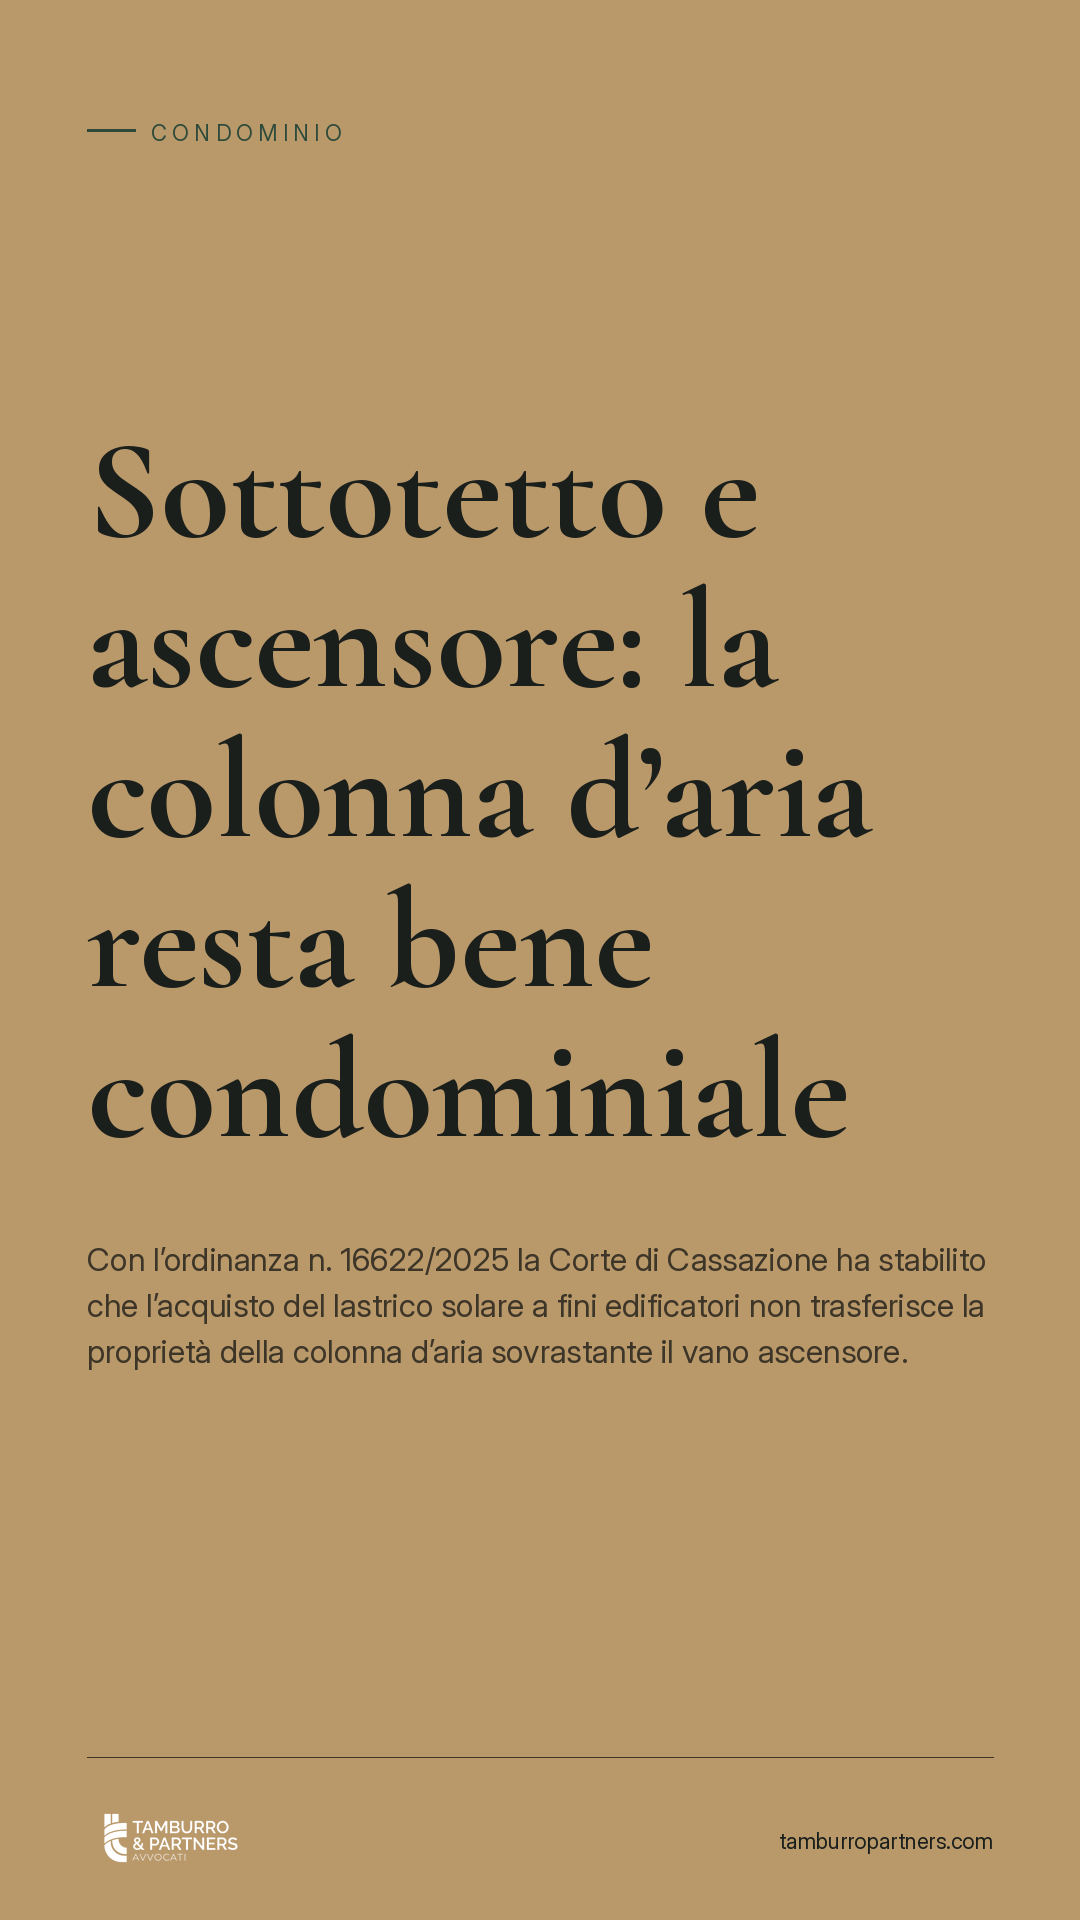 CONDOMINIO
Sottotetto e
ascensore: la
colonna d’aria
resta bene
condominiale
Con l’ordinanza n. 16622/2025 la Corte di Cassazione ha stabilito
che l’acquisto del lastrico solare a fini edificatori non trasferisce la
proprietà della colonna d’aria sovrastante il vano ascensore.
TAMBURRO
& PARTNERS
AVVOCATI
tamburropartners.com